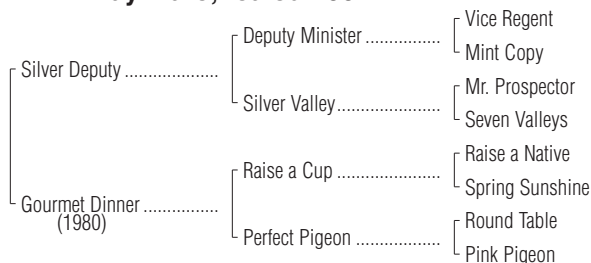 Deputy Minister ................
Vice Regent
Mint Copy
Silver Deputy ....................
Silver Valley ......................
Mr. Prospector
Seven Valleys
Raise a Cup ......................
Raise a Native
Spring Sunshine
Gourmet Dinner ................
(1980)
Perfect Pigeon ..................
Round Table
Pink Pigeon